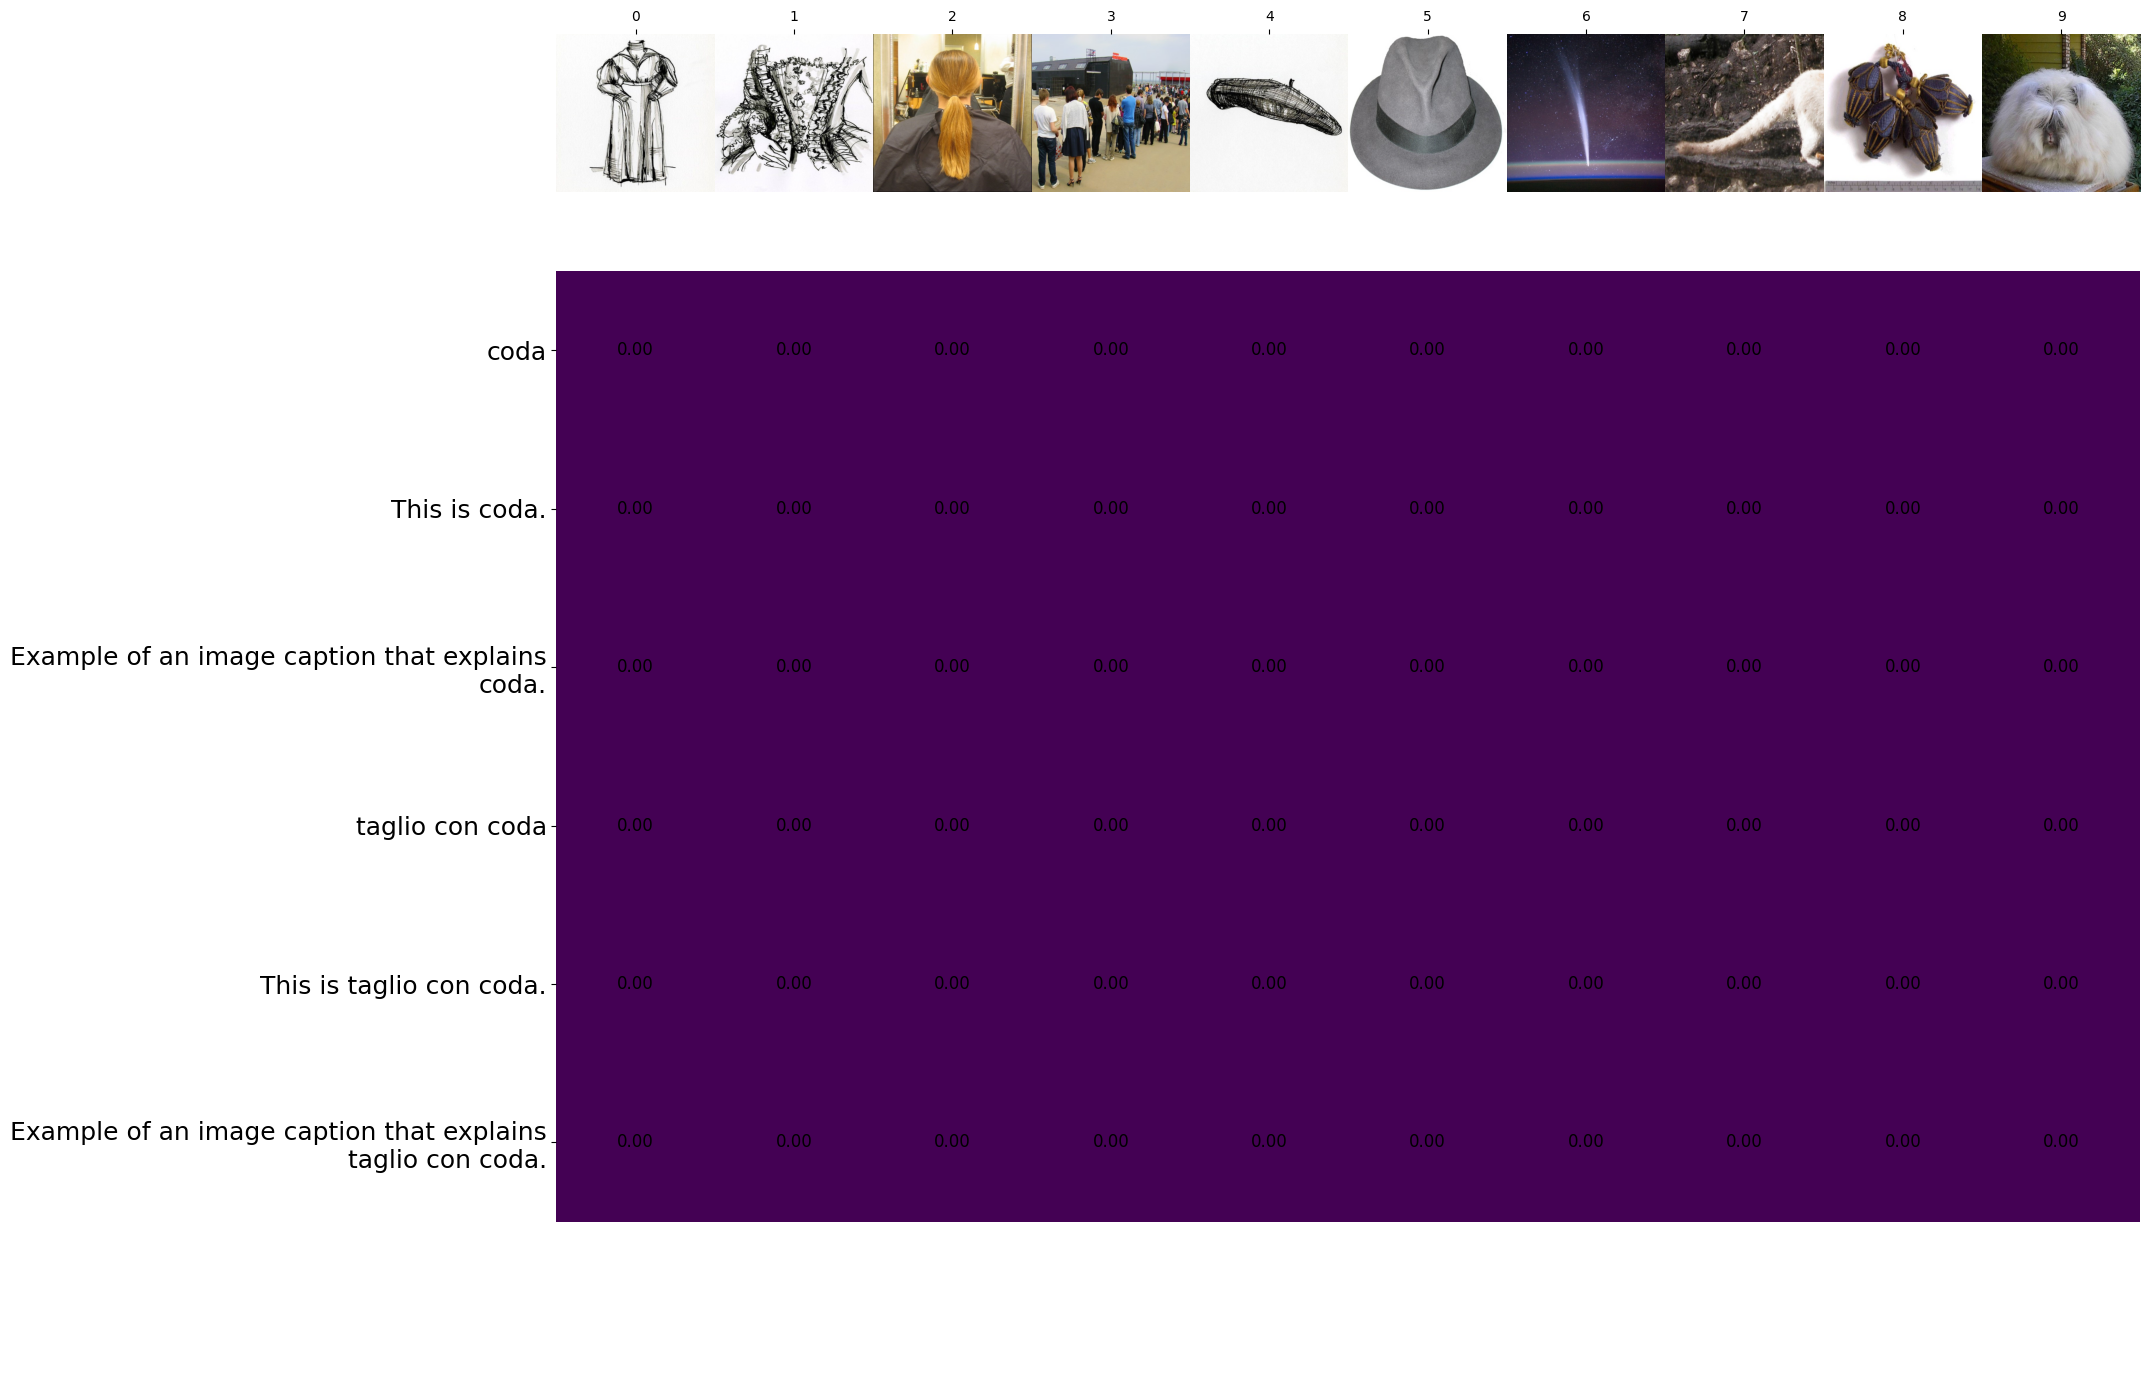 0 1 2 3 4 5 6 7 8 9
coda 0.00 0.00 0.00 0.00 0.00 0.00 0.00 0.00 0.00 0.00
This is coda. 0.00 0.00 0.00 0.00 0.00 0.00 0.00 0.00 0.00 0.00
Example of an image caption that explains
coda. 0.00 0.00 0.00 0.00 0.00 0.00 0.00 0.00 0.00 0.00
taglio con coda 0.00 0.00 0.00 0.00 0.00 0.00 0.00 0.00 0.00 0.00
This is taglio con coda. 0.00 0.00 0.00 0.00 0.00 0.00 0.00 0.00 0.00 0.00
Example of an image caption that explains
taglio con coda. 0.00 0.00 0.00 0.00 0.00 0.00 0.00 0.00 0.00 0.00